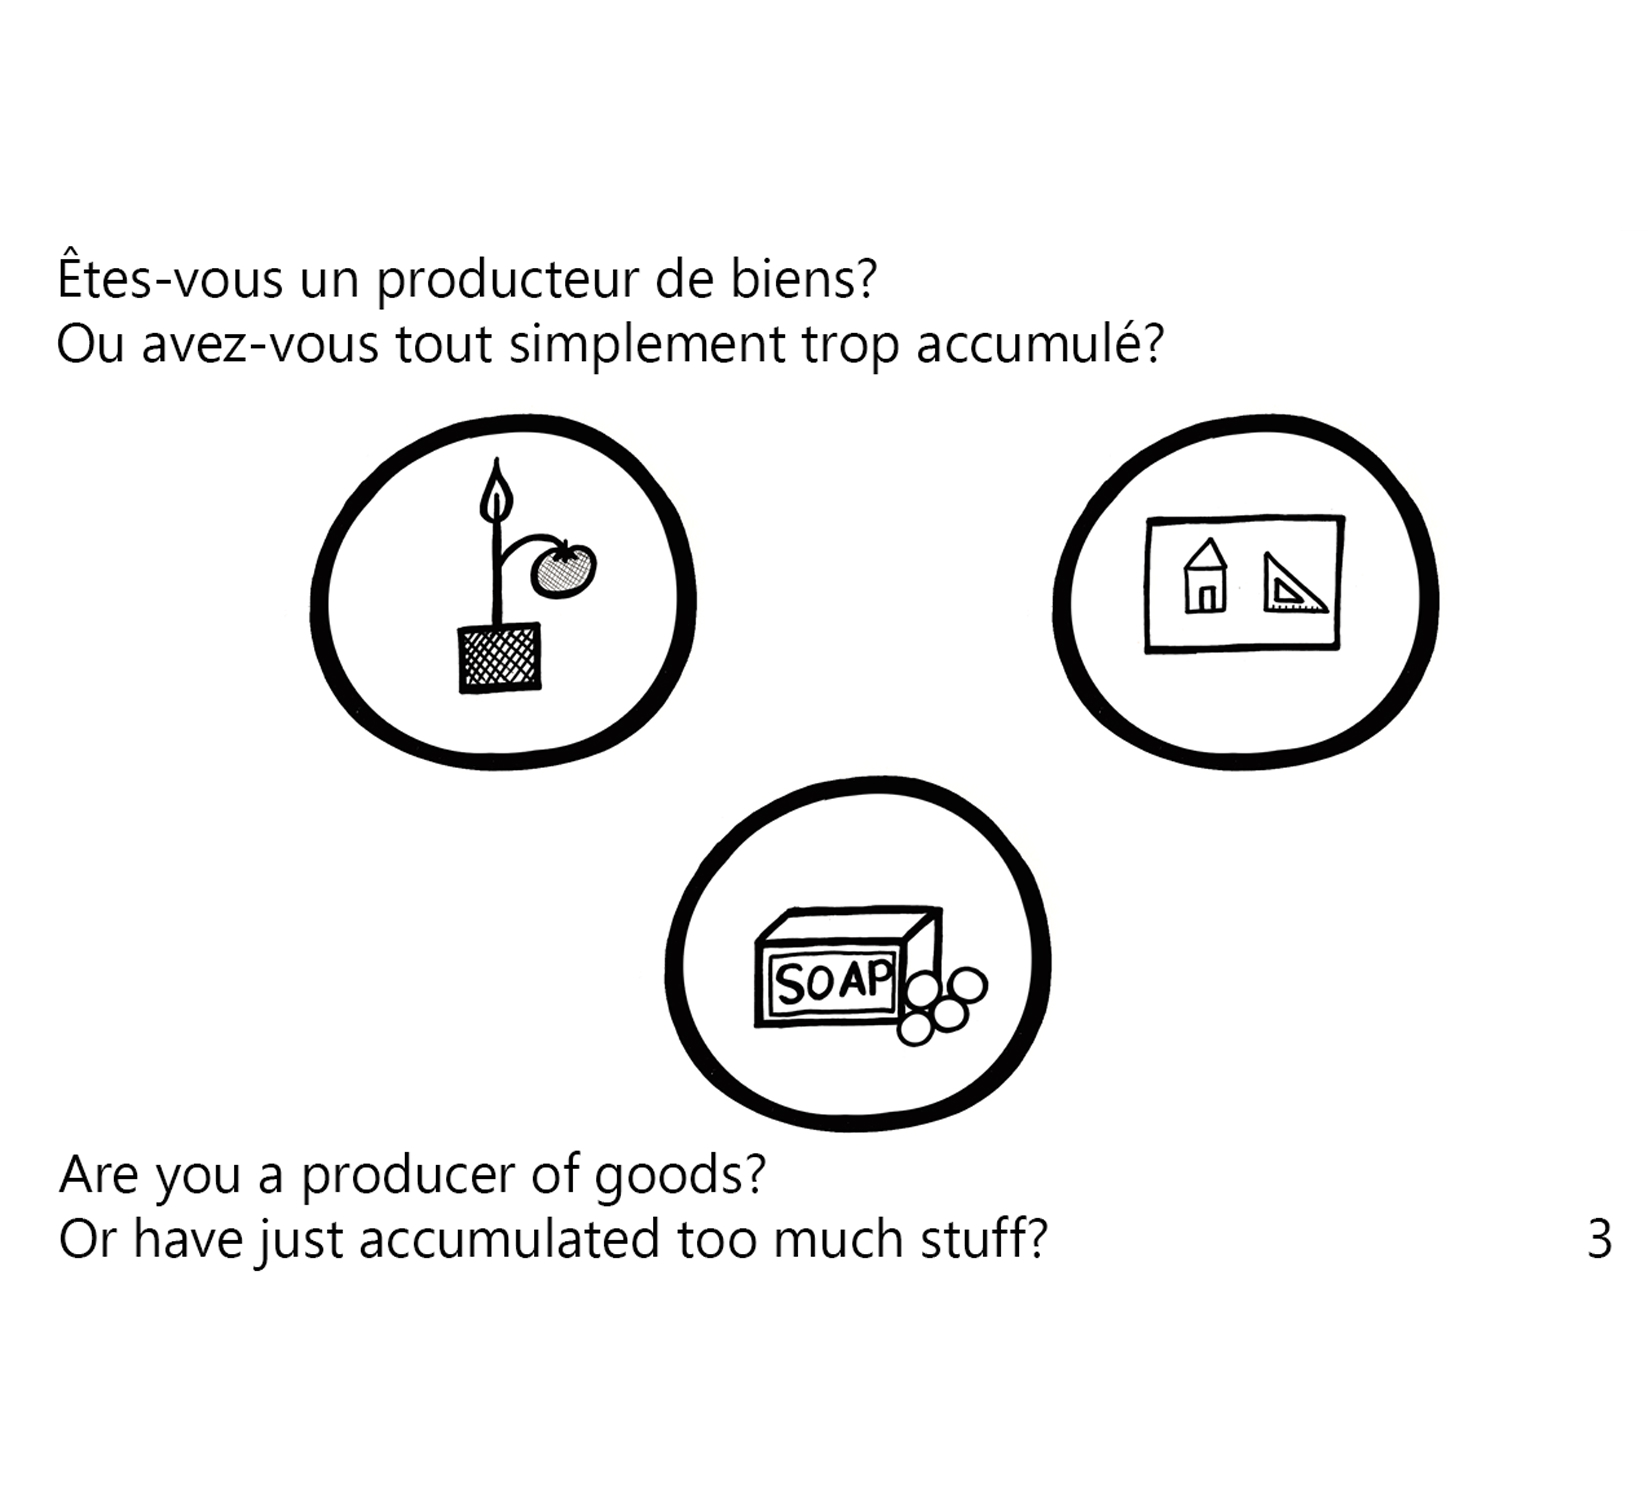 Êtes-vous un producteur de biens?
Ou avez-vous tout simplement trop accumulé?
SOAP
Are you a producer of goods?
Or have just accumulated too much stuff?
3